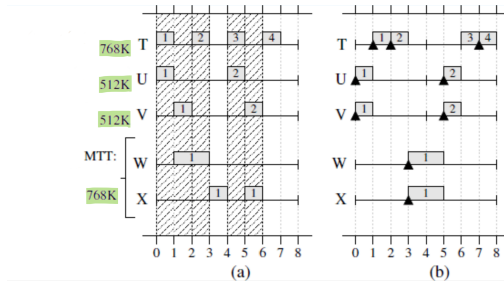 T 1 2 3 4 T 1 2 3 4
768K
U 1 2 U 1 2
512K
V 1 2 V 1 2
512K
MTT: W 1 W 1
768K X 1 1 X 1
0 1 2 3 4 5 6 7 8 0 1 2 3 4 5 6 7 8
(a) (b)